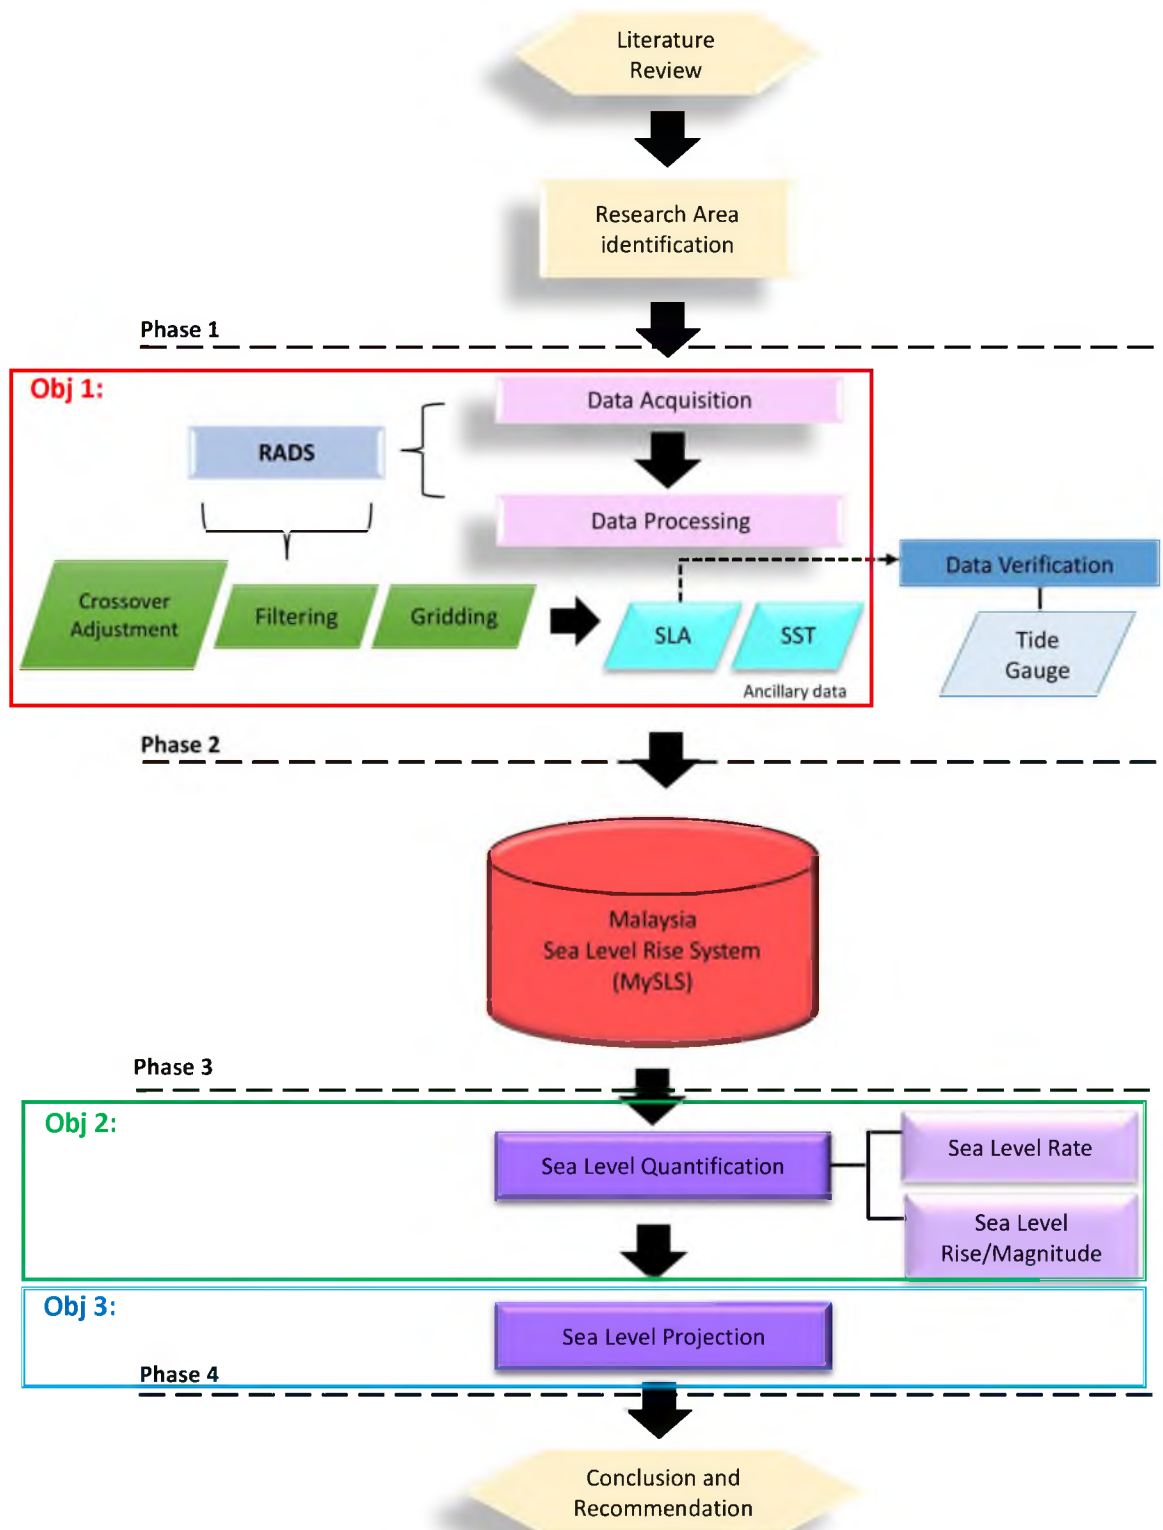 Literature
Review
Research Area
identification
Phase 1
Obj 1:
Data Acquisition
RADS
Data Processing
Data Verification
Crossover
Adjustment
Filtering
Gridding
SLA
SST
Tide
Gauge
Ancillary data
Phase 2
Malaysia
Sea Level Rise System
(MySLS)
Phase 3
Obj 2:
Sea Level Quantification
Sea Level Rate
Sea Level
Rise/Magnitude
Obj 3:
Sea Level Projection
Phase 4
Conclusion and
Recommendation